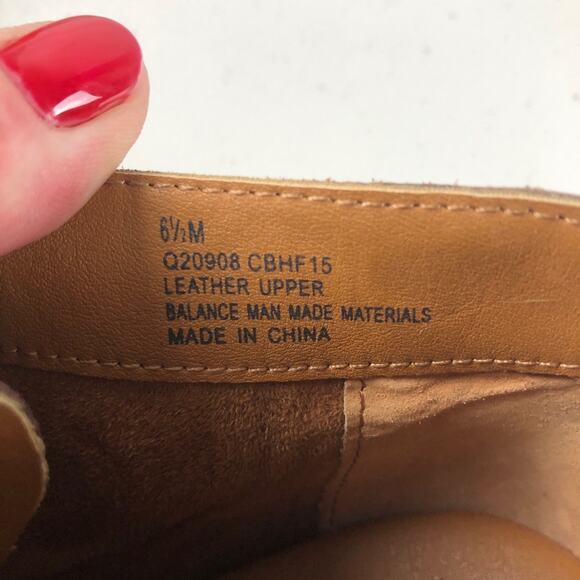 6½M
Q20908 CBHF15
LEATHER UPPER
BALANCE MAN MADE MATERIALS
MADE IN CHINA